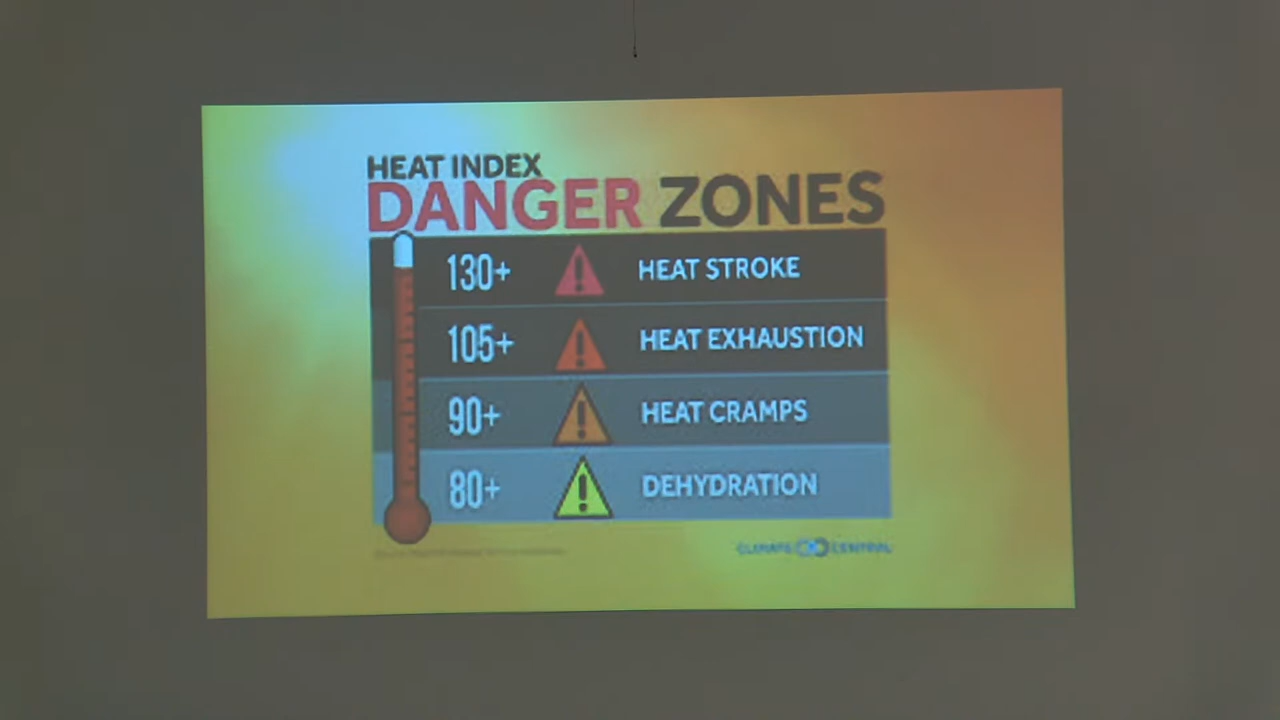 HEAT INDEX
DANGER ZONES
130+ HEAT STROKE
105+ HEAT EXHAUSTION
90+ HEAT CRAMPS
80+ DEHYDRATION
CLIMATE CENTRAL